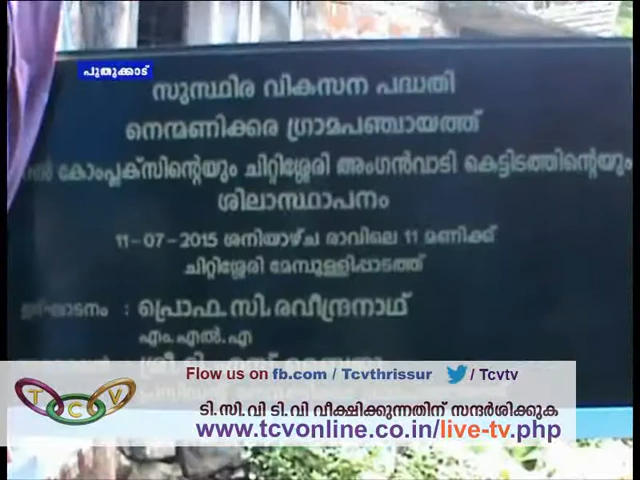 പുതുക്കാട്
സുസ്ഥിര വികസന പദ്ധതി
നെന്മണിക്കര ഗ്രാമപഞ്ചായത്ത്
കോംപ്ലക്സിന്റെയും ചിറ്റിശ്ശേരി അംഗൻവാടി കെട്ടിടത്തിന്റെയും
ശിലാസ്ഥാപനം
11-07-2015 ശനിയാഴ്ച രാവിലെ 11 മണിക്ക്
ചിറ്റിശ്ശേരി മേമ്പുള്ളിപ്പാടത്ത്
ഉദ്ഘാടനം : പ്രൊഫ.സി.രവീന്ദ്രനാഥ്
എം.എൽ.എ
TCV
Flow us on fb.com / Tcvthrissur / Tcvtv
ടി.സി.വി ടി.വി വീക്ഷിക്കുന്നതിന് സന്ദർശിക്കുക
www.tcvonline.co.in/live-tv.php